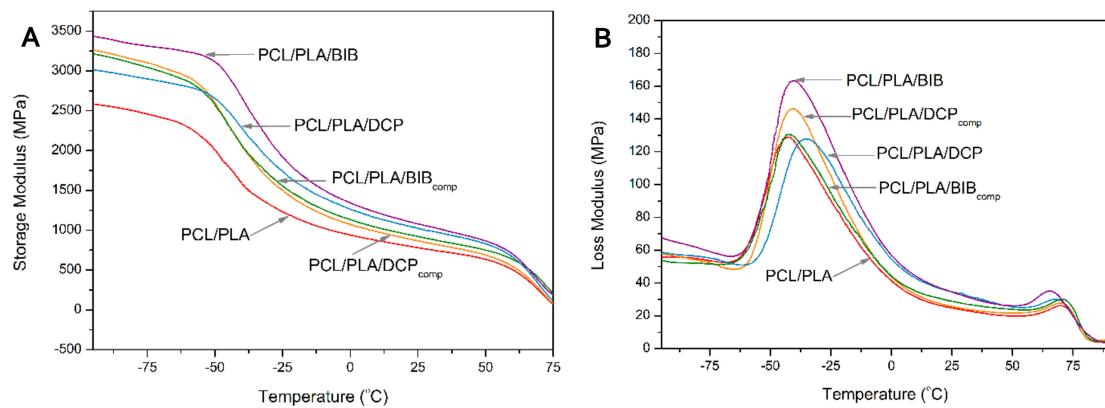 A
3500
3000
2500
2000
1500
1000
500
0
-500
Storage Modulus (MPa)
PCL/PLA/BIB
PCL/PLA/DCP
PCL/PLA/BIBcomp
PCL/PLA
PCL/PLA/DCPcomp
-75 -50 -25 0 25 50 75
Temperature (°C)
B
200
180
160
140
120
100
80
60
40
20
0
Loss Modulus (MPa)
PCL/PLA/BIB
PCL/PLA/DCPcomp
PCL/PLA/DCP
PCL/PLA/BIBcomp
PCL/PLA
-75 -50 -25 0 25 50 75
Temperature (°C)